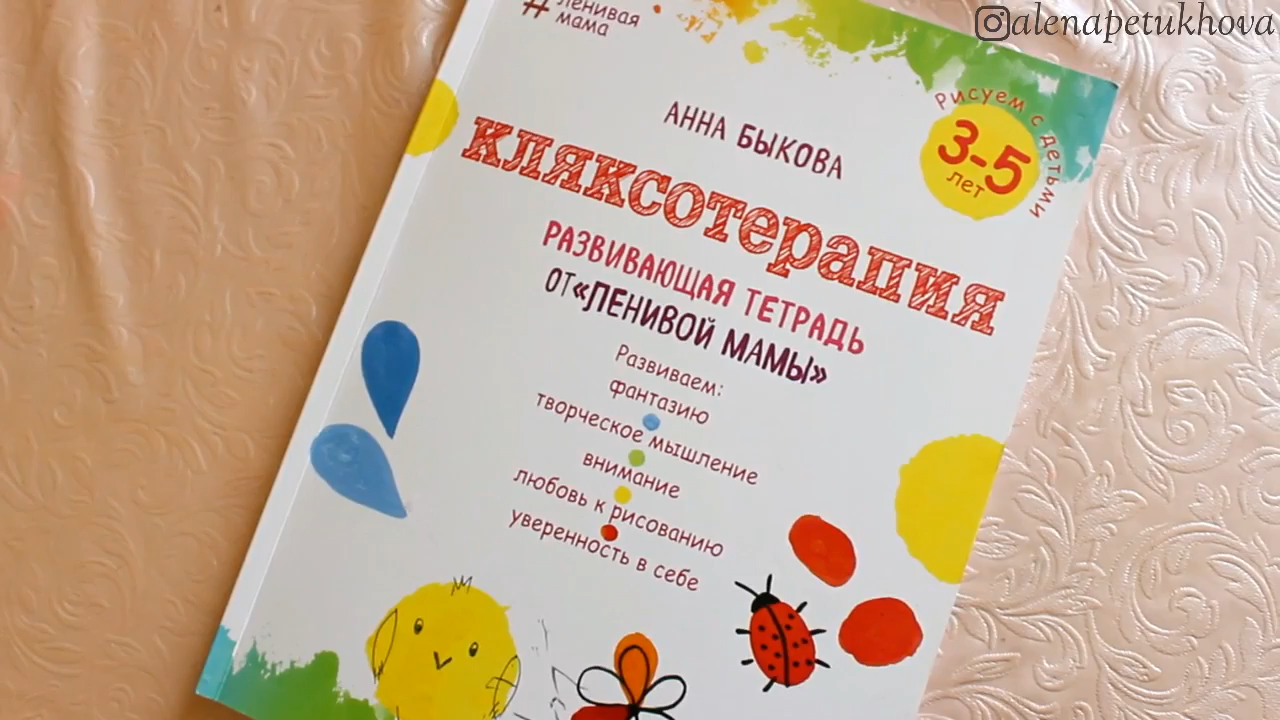 alenapetukhova
#ленивая
мама
Рисуем с детьми
3-5
лет
АННА БЫКОВА
кляксотерапия
РАЗВИВАЮЩАЯ ТЕТРАДЬ
ОТ «ЛЕНИВОЙ МАМЫ»
Развиваем:
фантазию
творческое мышление
внимание
любовь к рисованию
уверенность в себе